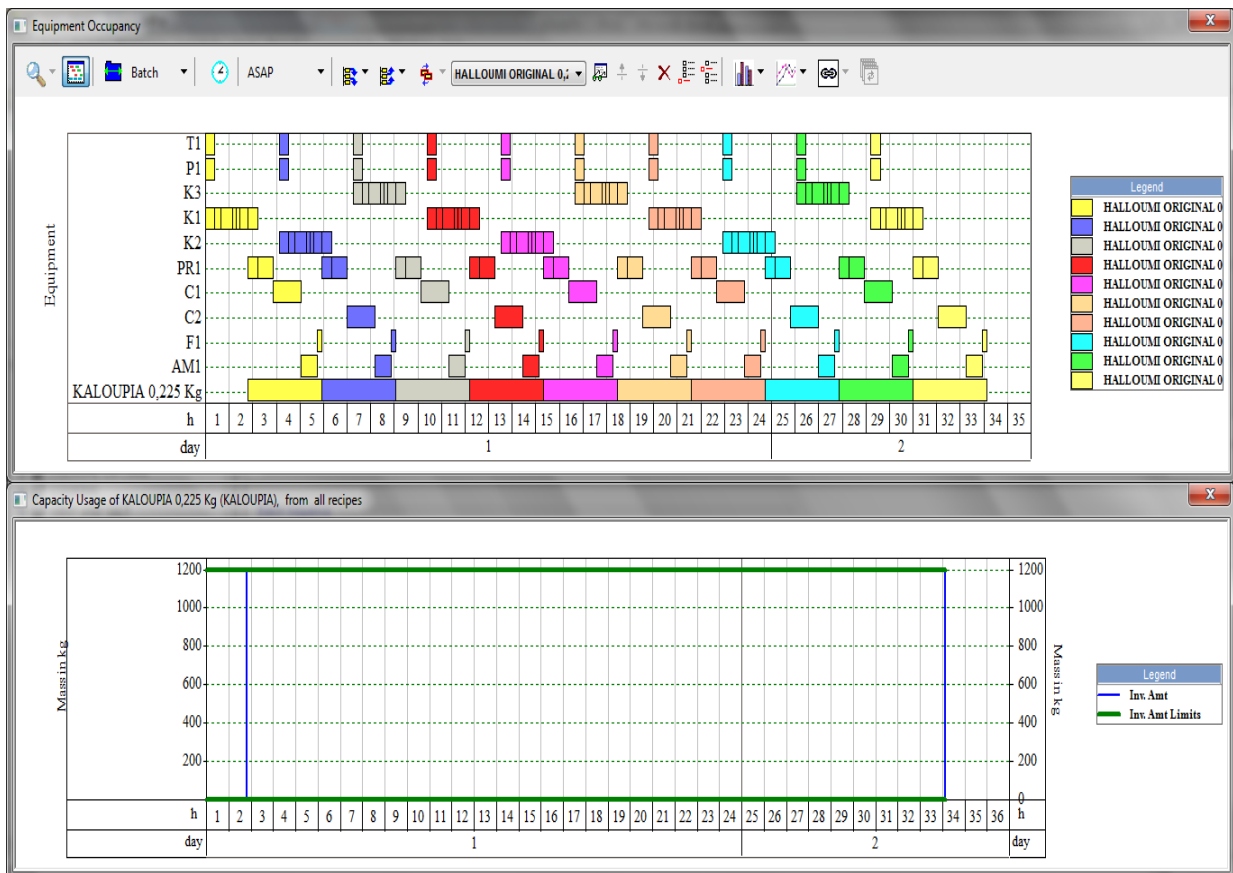 Equipment Occupancy
X
Batch
ASAP
HALLOUMI ORIGINAL 0,2
Equipment
T1
P1
K3
K1
K2
PR1
C1
C2
F1
AM1
KALOUPIA 0,225 Kg
h 1 2 3 4 5 6 7 8 9 10 11 12 13 14 15 16 17 18 19 20 21 22 23 24 25 26 27 28 29 30 31 32 33 34 35
day 1 2
Legend
HALLOUMI ORIGINAL 0
HALLOUMI ORIGINAL 0
HALLOUMI ORIGINAL 0
HALLOUMI ORIGINAL 0
HALLOUMI ORIGINAL 0
HALLOUMI ORIGINAL 0
HALLOUMI ORIGINAL 0
HALLOUMI ORIGINAL 0
HALLOUMI ORIGINAL 0
HALLOUMI ORIGINAL 0
Capacity Usage of KALOUPIA 0,225 Kg (KALOUPIA), from all recipes
X
Mass in kg
1200 1200
1000 1000
800 800
600 600
400 400
200 200
0
Mass in kg
h 1 2 3 4 5 6 7 8 9 10 11 12 13 14 15 16 17 18 19 20 21 22 23 24 25 26 27 28 29 30 31 32 33 34 35 36 h
day 1 2 day
Legend
Inv. Amt
Inv. Amt Limits